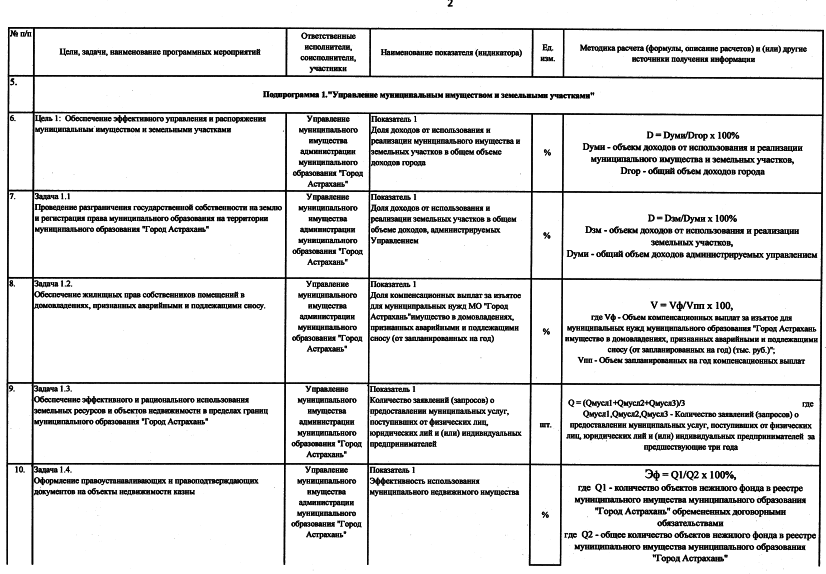 2
№ п/п
Цели, задачи, наименование программных мероприятий
Ответственные
исполнители,
соисполнители,
участники
Наименование показателя (индикатора)
Ед.
изм.
Методика расчета (формулы, описание расчетов) и (или) другие
источники получения информации
5.
Подпрограмма 1."Управление муниципальным имуществом и земельными участками"
6.
Цель 1: Обеспечение эффективного управления и распоряжения
муниципальным имуществом и земельными участками
Управление
муниципального
имущества
администрации
муниципального
образования "Город
Астрахань"
Показатель 1
Доля доходов от использования и
реализации муниципального имущества и
земельных участков в общем объеме
доходов города
%
D = Dуми/Dгор х 100%
Dуми - объекм доходов от использования и реализации
муниципального имущества и земельных участков,
Dгор - общий объем доходов города
7.
Задача 1.1
Проведение разграничения государственной собственности на землю
и регистрация права муниципального образования на территории
муниципального образования "Город Астрахань"
Управление
муниципального
имущества
администрации
муниципального
образования "Город
Астрахань"
Показатель 1
Доля доходов от использования и
реализации земельных участков в общем
объеме доходов, администрируемых
Управлением
%
D = Dзм/Dуми х 100%
Dзм - объекм доходов от использования и реализации
земельных участков,
Dуми - общий объем доходов администрируемых управлением
8.
Задача 1.2.
Обеспечение жилищных прав собственников помещений в
домовладениях, признанных аварийными и подлежащими сносу.
Управление
муниципального
имущества
администрации
муниципального
образования "Город
Астрахань"
Показатель 1
Доля компенсационных выплат за изъятое
для муниципральных нужд МО "Город
Астрахань"имущество в домовладениях,
признанных аварийными и подлежащими
сносу (от запланированных на год)
%
V = Vф/Vпп х 100,
где Vф - Объем компенсационных выплат за изъятое для
муниципальных нужд муниципального образования "Город Астрахань
имущество в домовладениях, признанных аварийными и подлежащими
сносу (от запланированных на год) (тыс. руб.)";
Vпп - Объем запланированных на год компенсационных выплат
9.
Задача 1.3.
Обеспечение эффективного и рационального использования
земельных ресурсов и объектов недвижимости в пределах границ
муниципального образования "Город Астрахань"
Управление
муниципального
имущества
администрации
муниципального
образования "Город
Астрахань"
Показатель 1
Количество заявлений (запросов) о
предоставлении муниципальных услуг,
поступивших от физических лиц,
юридических лий и (или) индивидуальных
предпринимателей
шт.
Q = (Qмусл1+Qмусл2+Qмусл3)/3 где
Qмусл1,Qмусл2,Qмусл3 - Количество заявлений (запросов) о
предоставлении муниципальных услуг, поступивших от физических
лиц, юридических лий и (или) индивидуальных предпринимателей за
предшествующие три года
10.
Задача 1.4.
Оформление правоустанавливающих и правоподтверждающих
документов на объекты недвижимости казны
Управление
муниципального
имущества
администрации
муниципального
образования "Город
Астрахань"
Показатель 1
Эффективность использования
муниципального недвижимого имущества
%
Эф = Q1/Q2 х 100%,
где Q1 - количество объектов нежилого фонда в реестре
муниципального имущества муниципального образования
"Город Астрахань" обремененных договорными
обязательствами
где Q2 - общее количество объектов нежилого фонда в реестре
муниципального имущества муниципального образования
"Город Астрахань"